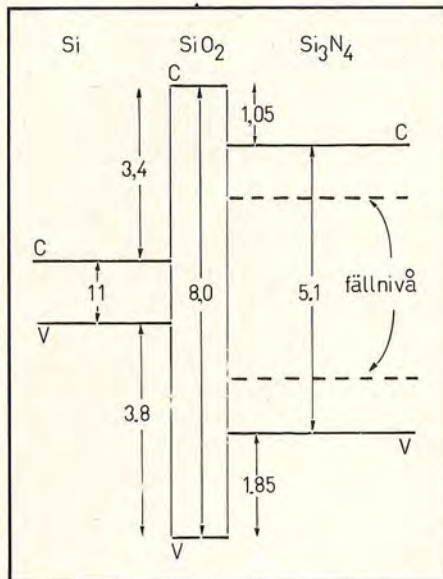 Si SiO2 Si3N4
C
1,05
C
3,4
C
11
8,0
5.1
fällnivå
V
3.8
V
1.85
V